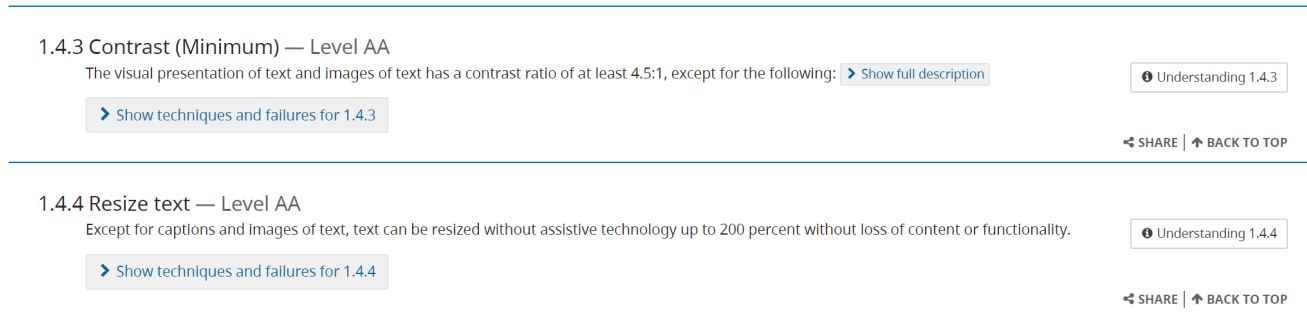 1.4.3 Contrast (Minimum) — Level AA
The visual presentation of text and images of text has a contrast ratio of at least 4.5:1, except for the following: Show full description
Understanding 1.4.3
Show techniques and failures for 1.4.3
SHARE | BACK TO TOP
1.4.4 Resize text — Level AA
Except for captions and images of text, text can be resized without assistive technology up to 200 percent without loss of content or functionality.
Understanding 1.4.4
Show techniques and failures for 1.4.4
SHARE | BACK TO TOP